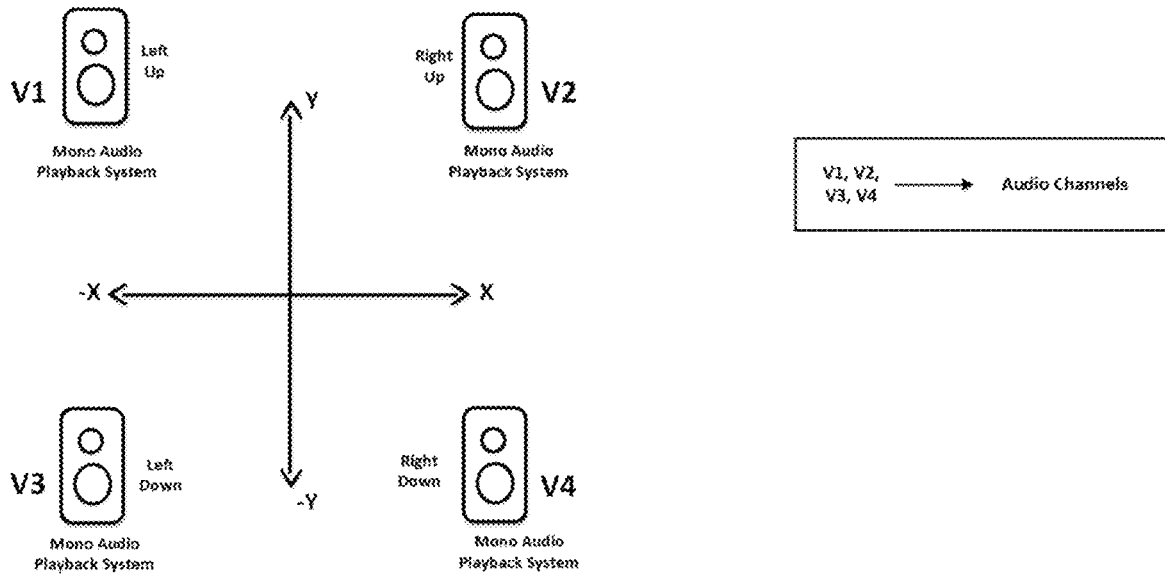 V1
Left
Up
Mono Audio
Playback System
Y
Right
Up
V2
Mono Audio
Playback System
V1, V2,
V3, V4
Audio Channels
-X
X
V3
Left
Down
Mono Audio
Playback System
-Y
Right
Down
V4
Mono Audio
Playback System